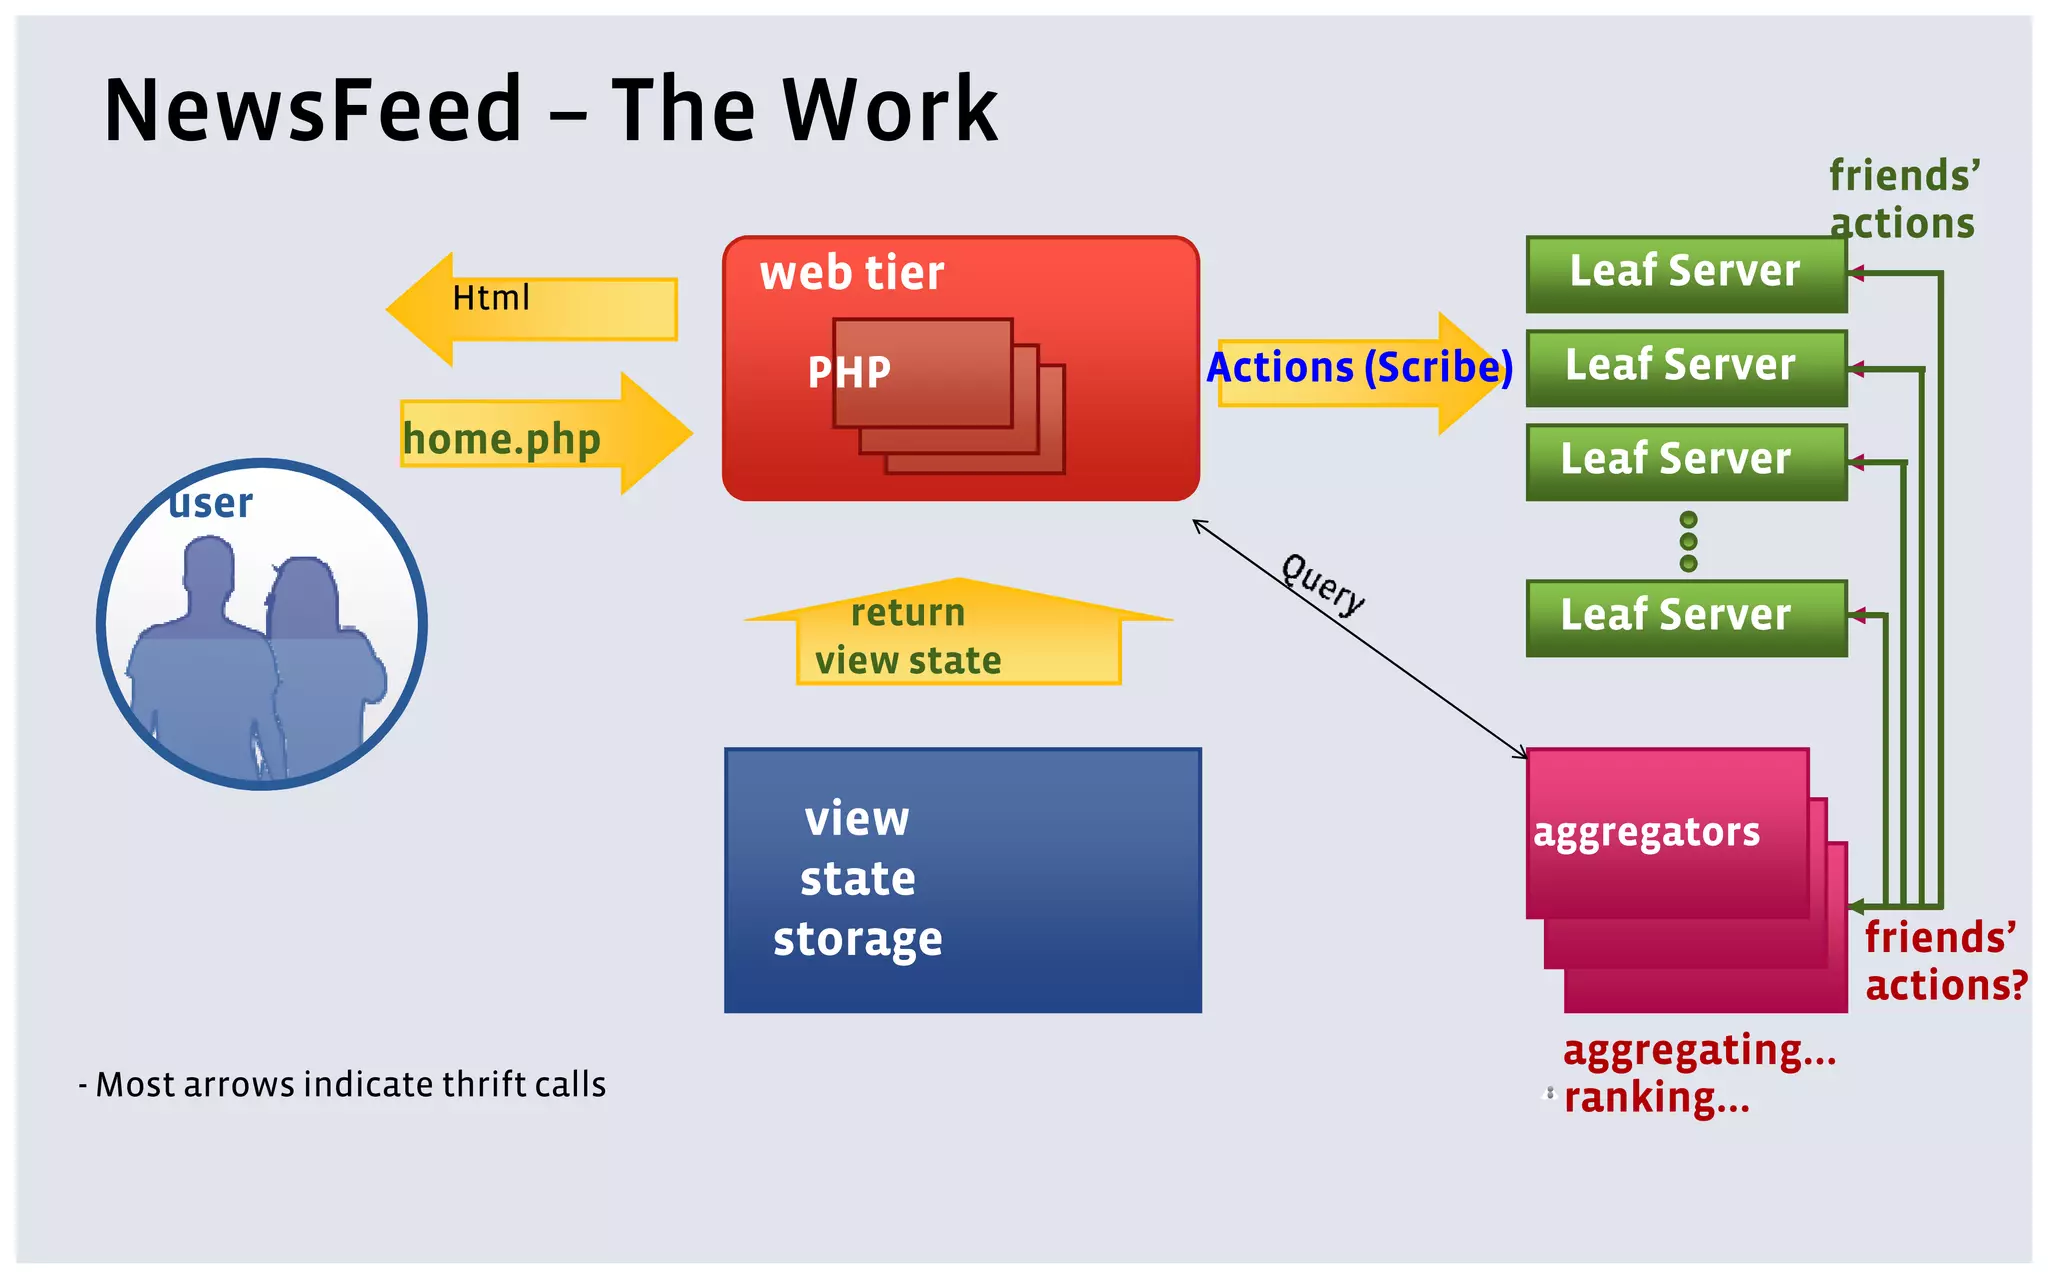 NewsFeed – The Work
friends’
actions
web tier
Leaf Server
Html
PHP
Actions (Scribe)
Leaf Server
home.php
Leaf Server
user
Query
return
view state
Leaf Server
view
state
storage
aggregators
friends’
actions?
aggregating...
ranking...
- Most arrows indicate thrift calls